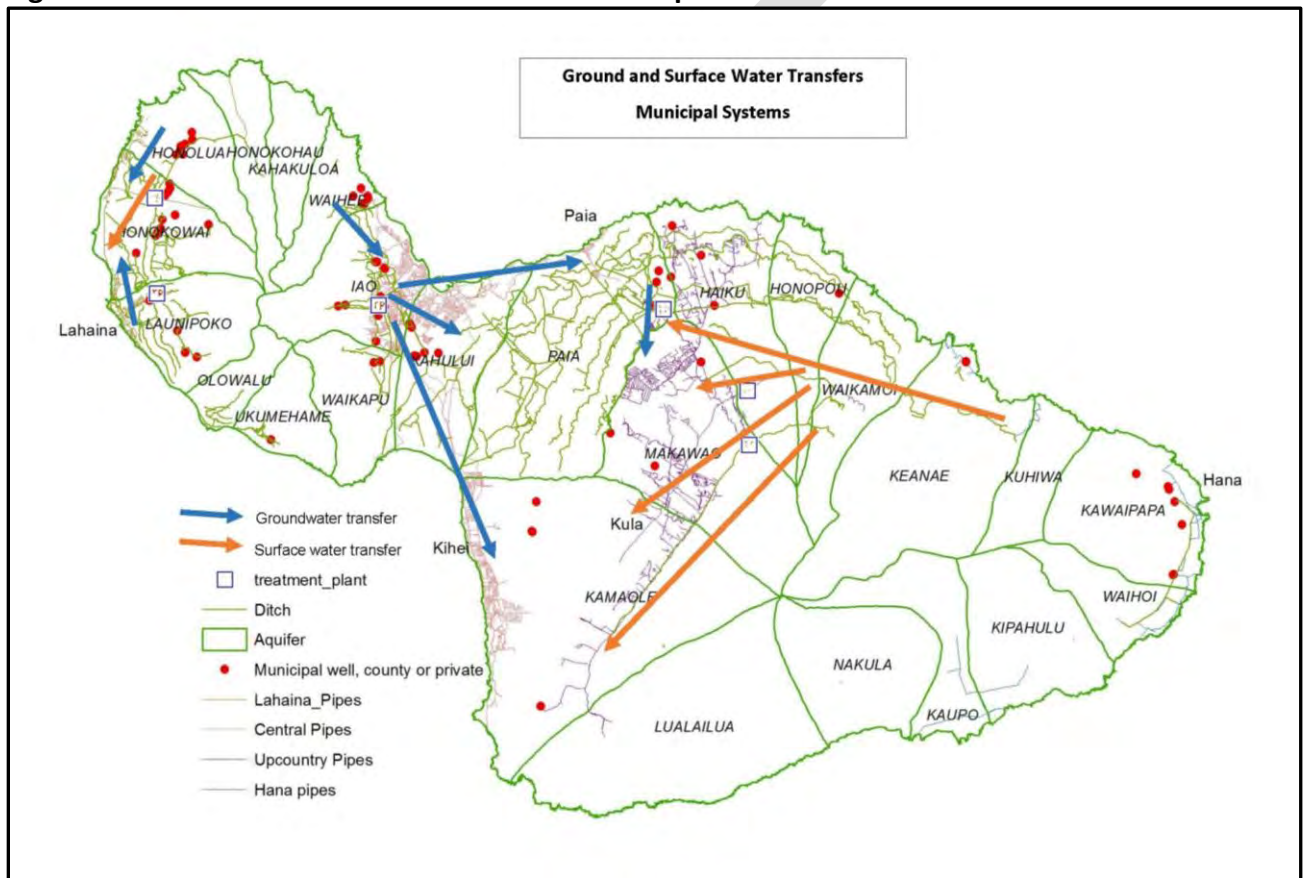 Ground and Surface Water Transfers
Municipal Systems
HONOLUA
HONOKOHAU
KAHAKULOA
WAIHEE
Paia
HONOKOWAI
IAO
HAIKU
HONOPOU
Lahaina
LAUNIPOKO
KAHULUI
PAIA
OLOWALU
WAIKAPU
WAIKAMOI
UKUMEHAME
MAKAWAO
KEANAE
KUHIWA
Hana
KAWAIPAPA
Groundwater transfer
Kula
Surface water transfer
Kihei
treatment_plant
KAMAOLE
WAIHOI
Ditch
KIPAHULU
Aquifer
NAKULA
Municipal well, county or private
Lahaina_Pipes
KAUPO
LUALAILUA
Central Pipes
Upcountry Pipes
Hana pipes